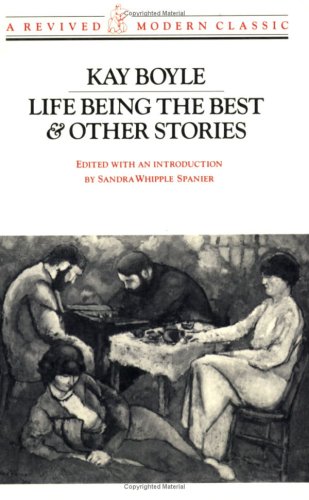 A REVIVED MODERN CLASSIC
Copyrighted Material
KAY BOYLE
LIFE BEING THE BEST
& OTHER STORIES
EDITED WITH AN INTRODUCTION
BY SANDRA WHIPPLE SPANIER
Copyrighted Material